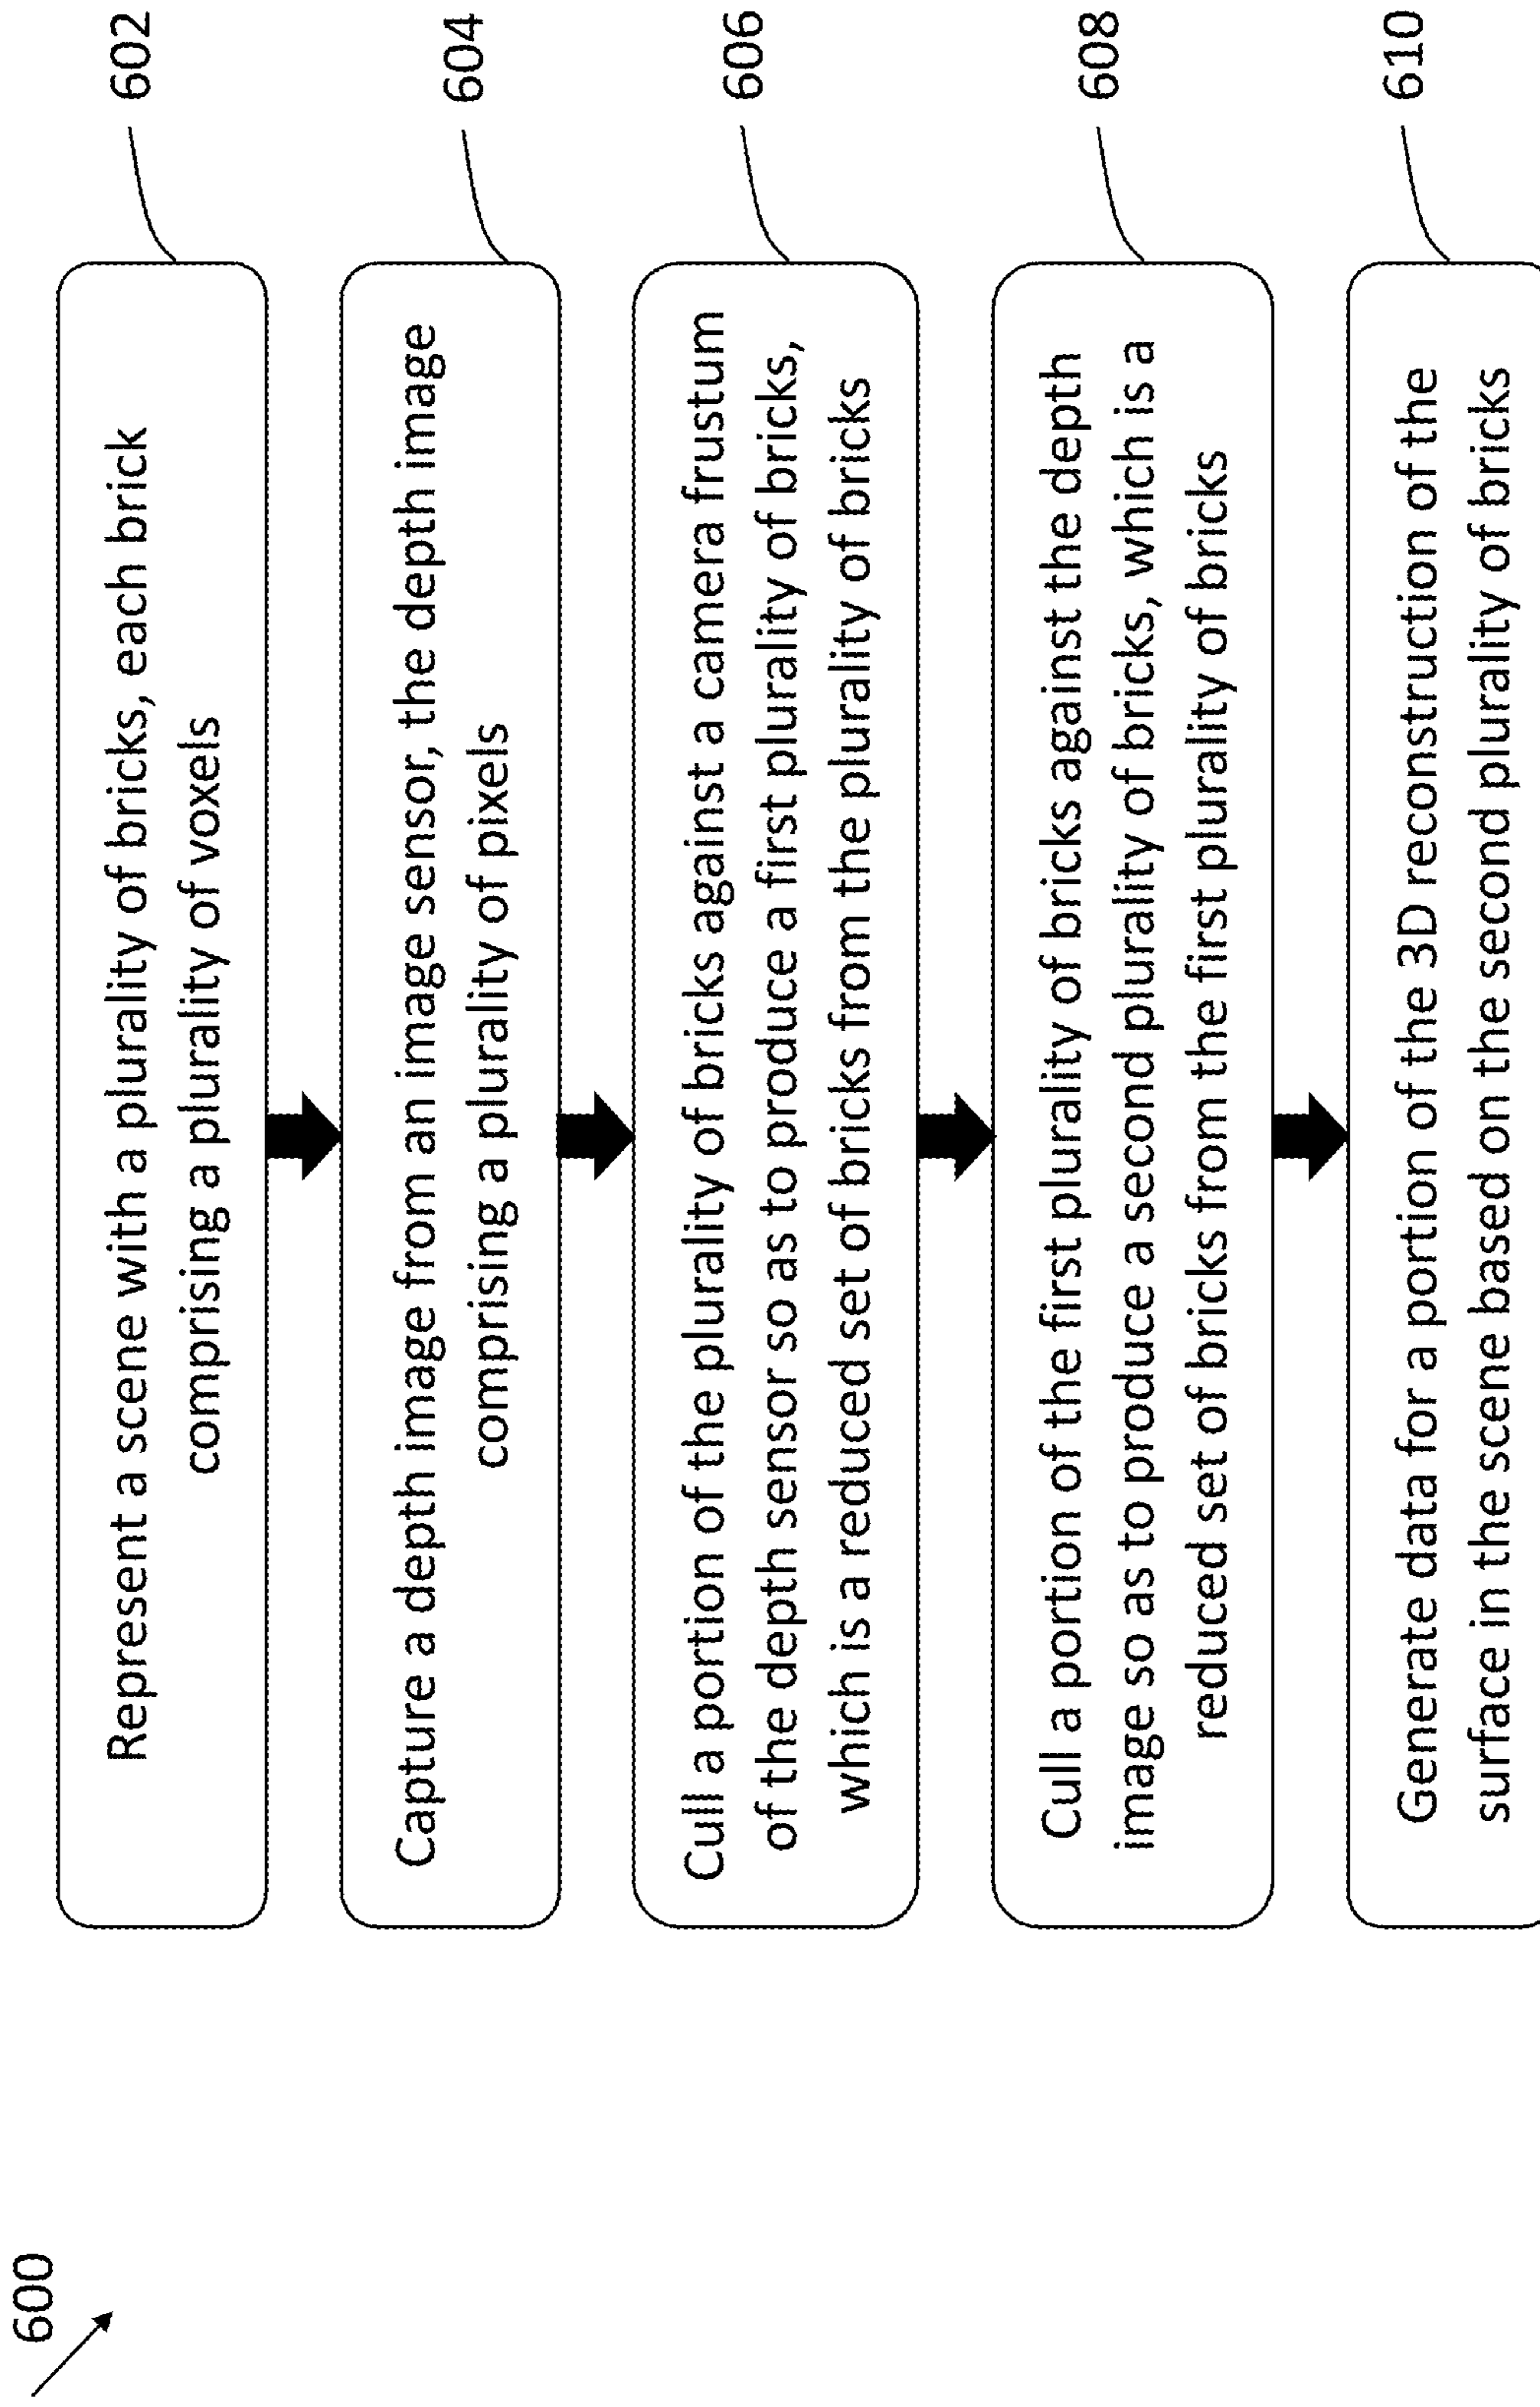 600
Represent a scene with a plurality of bricks, each brick
comprising a plurality of voxels
602
Capture a depth image from an image sensor, the depth image
comprising a plurality of pixels
604
Cull a portion of the plurality of bricks against a camera frustum
of the depth sensor so as to produce a first plurality of bricks,
which is a reduced set of bricks from the plurality of bricks
606
Cull a portion of the first plurality of bricks against the depth
image so as to produce a second plurality of bricks, which is a
reduced set of bricks from the first plurality of bricks
608
Generate data for a portion of the 3D reconstruction of the
surface in the scene based on the second plurality of bricks
610